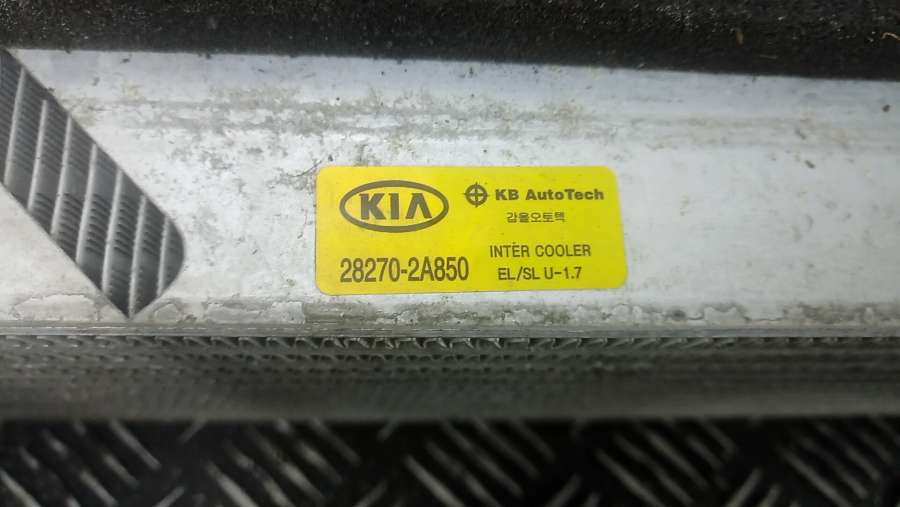 KIA
KB AutoTech
갑을오토텍
28270-2A850
INTER COOLER
EL/SL U-1.7